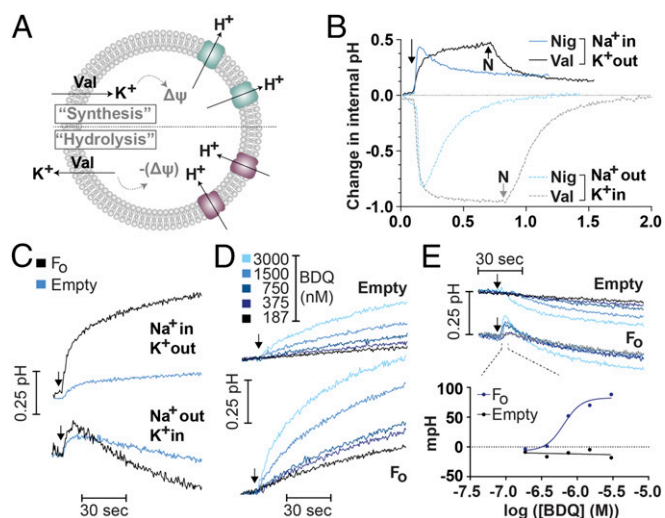 A
Val
K+
Δψ
H+
H+
"Synthesis"
"Hydrolysis"
Val
K+
-(Δψ)
H+
H+
B
Change in internal pH
0.5
0.0
-0.5
-1.0
0.0 0.5 1.0 1.5 2.0
N
N
Nig Na+ in
Val K+ out
Nig Na+ out
Val K+ in
C
FO
Empty
Na+ in
K+ out
0.25 pH
Na+ out
K+ in
30 sec
D
3000
1500
750
375
187
BDQ
(nM)
Empty
0.25 pH
FO
30 sec
E
30 sec
0.25 pH
Empty
FO
mpH
100
50
0
-50
FO
Empty
-7.5 -7.0 -6.5 -6.0 -5.5 -5.0
log ([BDQ] (M))